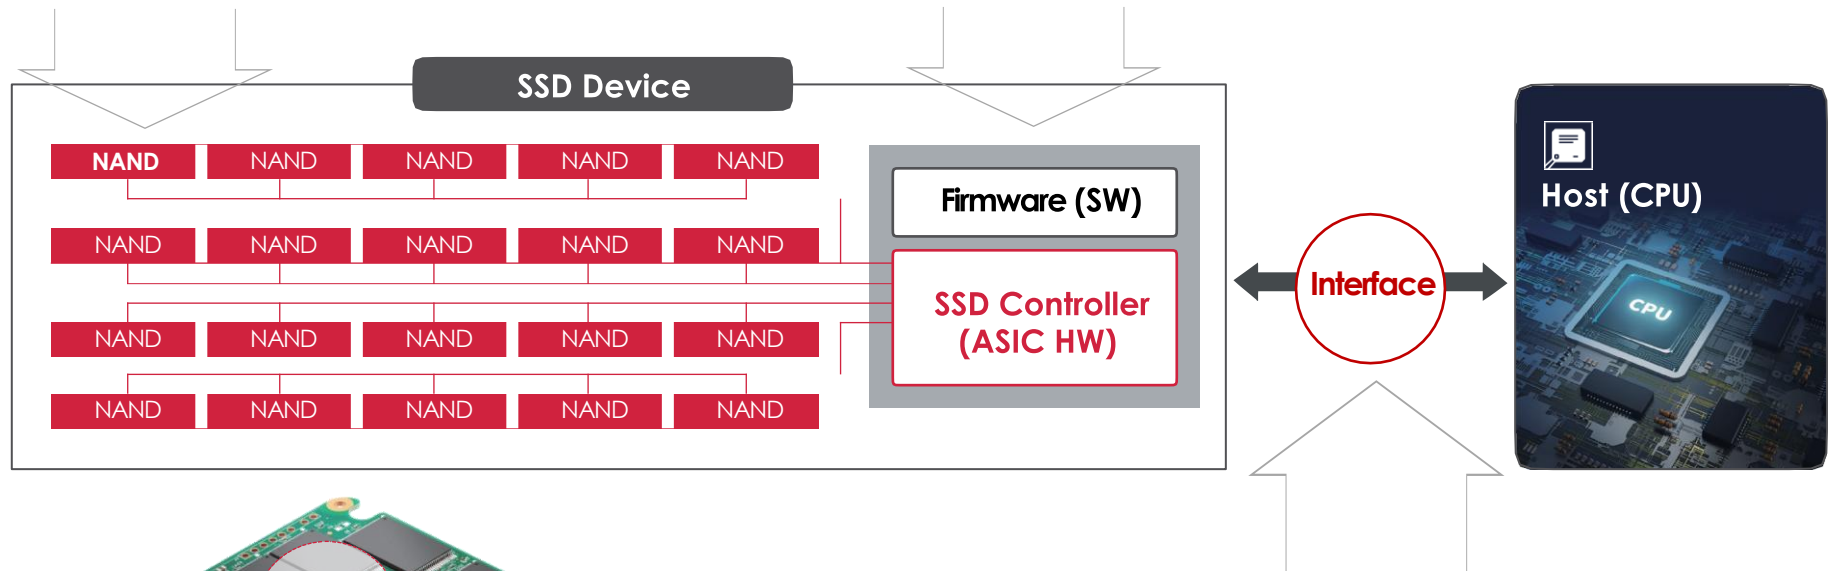 SSD Device
NAND NAND NAND NAND NAND
NAND NAND NAND NAND NAND
NAND NAND NAND NAND NAND
NAND NAND NAND NAND NAND
Firmware (SW)
SSD Controller
(ASIC HW)
Interface
Host (CPU)
CPU